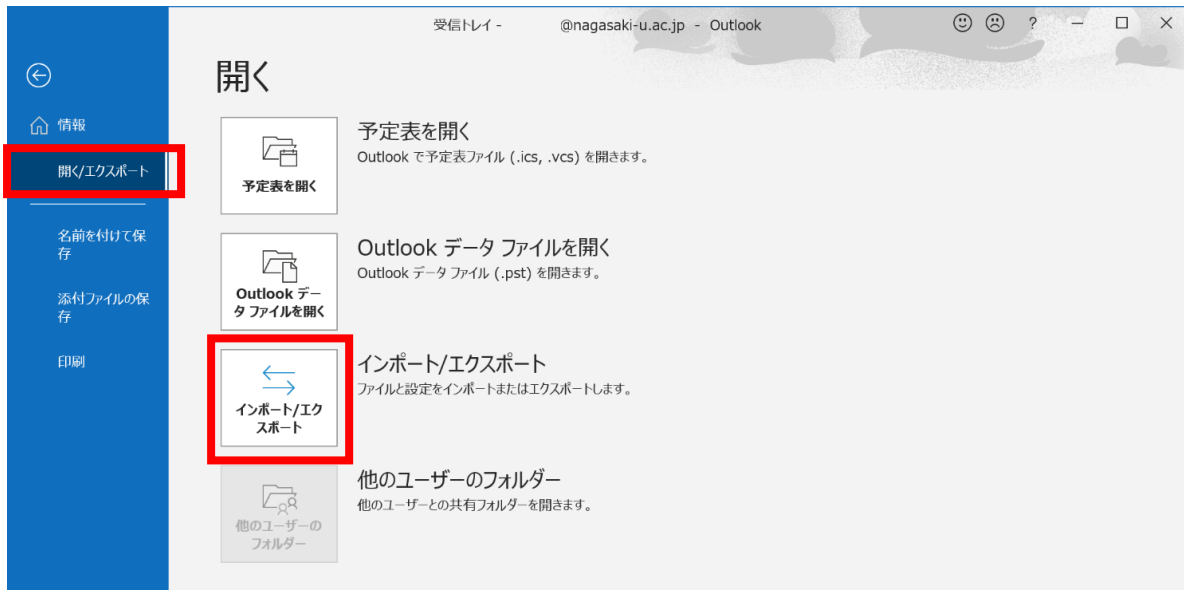 受信トレイ - @nagasaki-u.ac.jp - Outlook
?
開く
情報
開く/エクスポート
名前を付けて保
存
添付ファイルの保
存
印刷
予定表を開く
予定表を開く
Outlook で予定表ファイル (.ics, .vcs) を開きます。
Outlook デー
タ ファイルを開く
Outlook データ ファイルを開く
Outlook データ ファイル (.pst) を開きます。
インポート/エク
スポート
インポート/エクスポート
ファイルと設定をインポートまたはエクスポートします。
他のユーザーの
フォルダー
他のユーザーのフォルダー
他のユーザーとの共有フォルダーを開きます。